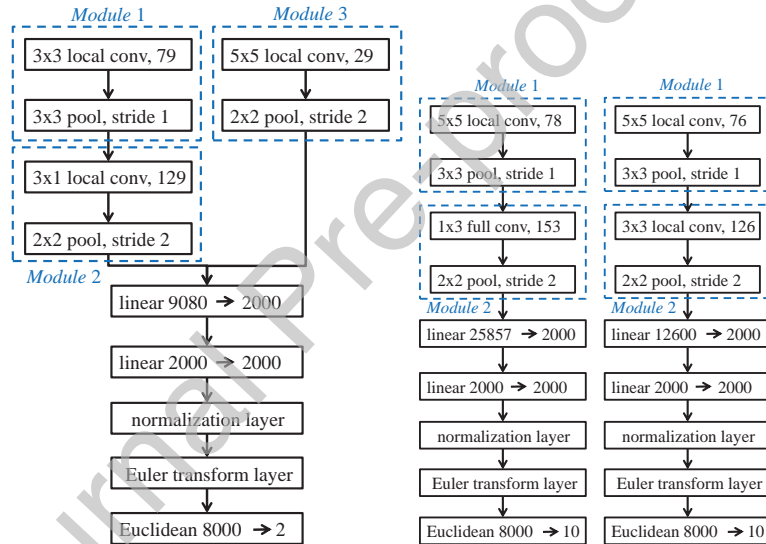 Module 1
3x3 local conv, 79
3x3 pool, stride 1
3x1 local conv, 129
2x2 pool, stride 2
Module 2
Module 3
5x5 local conv, 29
2x2 pool, stride 2
linear 9080 → 2000
linear 2000 → 2000
normalization layer
Euler transform layer
Euclidean 8000 → 2
Module 1
5x5 local conv, 78
3x3 pool, stride 1
1x3 full conv, 153
2x2 pool, stride 2
Module 2
linear 25857 → 2000
linear 2000 → 2000
normalization layer
Euler transform layer
Euclidean 8000 → 10
Module 1
5x5 local conv, 76
3x3 pool, stride 1
3x3 local conv, 126
2x2 pool, stride 2
Module 2
linear 12600 → 2000
linear 2000 → 2000
normalization layer
Euler transform layer
Euclidean 8000 → 10
urnal Pre-proo